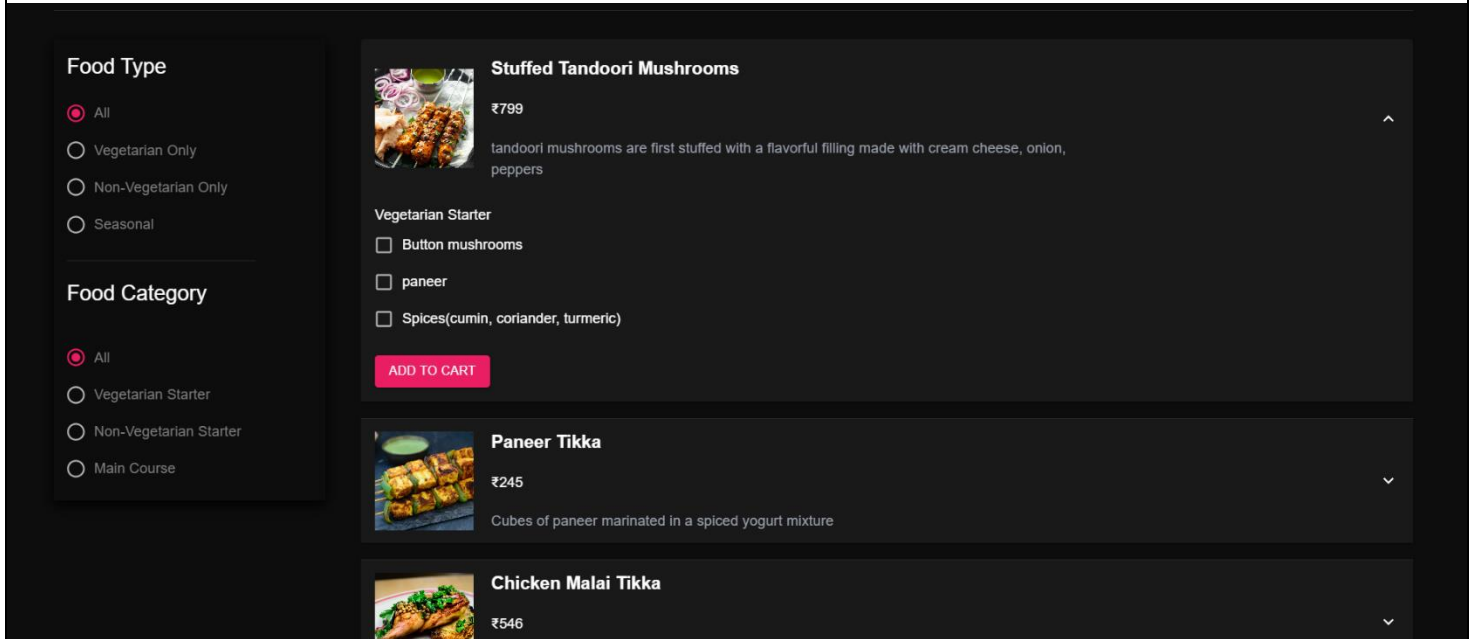 Food Type
All
Vegetarian Only
Non-Vegetarian Only
Seasonal
Food Category
All
Vegetarian Starter
Non-Vegetarian Starter
Main Course
Stuffed Tandoori Mushrooms
₹799
tandoori mushrooms are first stuffed with a flavorful filling made with cream cheese, onion,
peppers
Vegetarian Starter
Button mushrooms
paneer
Spices(cumin, coriander, turmeric)
ADD TO CART
Paneer Tikka
₹245
Cubes of paneer marinated in a spiced yogurt mixture
Chicken Malai Tikka
₹546